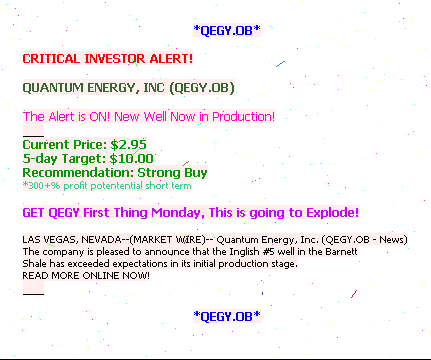 *QEGY.OB*
CRITICAL INVESTOR ALERT!
QUANTUM ENERGY, INC (QEGY.OB)
The Alert is ON! New Well Now in Production!
Current Price: $2.95
5-day Target: $10.00
Recommendation: Strong Buy
*300+% profit potentential short term
GET QEGY First Thing Monday, This is going to Explode!
LAS VEGAS, NEVADA--(MARKET WIRE)-- Quantum Energy, Inc. (QEGY.OB - News)
The company is pleased to announce that the Inglish #5 well in the Barnett
Shale has exceeded expectations in its initial production stage.
READ MORE ONLINE NOW!
*QEGY.OB*